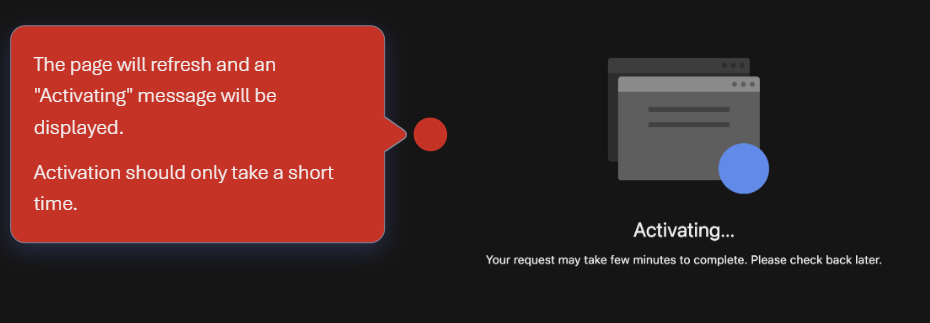 The page will refresh and an
"Activating" message will be
displayed.
Activation should only take a short
time.
Activating...
Your request may take few minutes to complete. Please check back later.